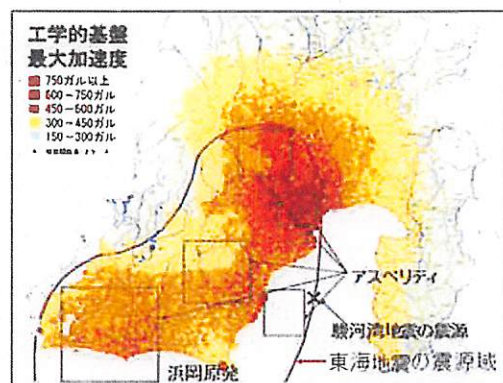 工学的基盤
最大加速度
750ガル以上
600-750ガル
450-600ガル
300-450ガル
150-300ガル
アスペリティ
駿河湾地震の震源
東海地震の震源域
浜岡原発